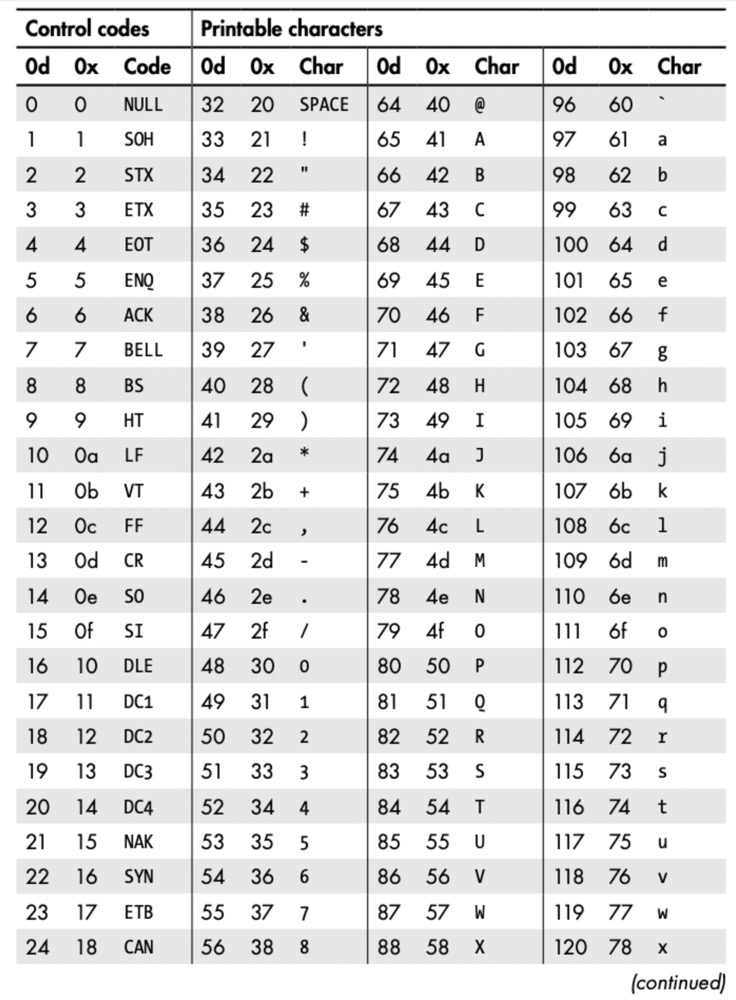 Control codes Printable characters
0d 0x Code 0d 0x Char 0d 0x Char 0d 0x Char
0 0 NULL 32 20 SPACE 64 40 @ 96 60 `
1 1 SOH 33 21 ! 65 41 A 97 61 a
2 2 STX 34 22 " 66 42 B 98 62 b
3 3 ETX 35 23 # 67 43 C 99 63 c
4 4 EOT 36 24 $ 68 44 D 100 64 d
5 5 ENQ 37 25 % 69 45 E 101 65 e
6 6 ACK 38 26 & 70 46 F 102 66 f
7 7 BELL 39 27 ' 71 47 G 103 67 g
8 8 BS 40 28 ( 72 48 H 104 68 h
9 9 HT 41 29 ) 73 49 I 105 69 i
10 0a LF 42 2a * 74 4a J 106 6a j
11 0b VT 43 2b + 75 4b K 107 6b k
12 0c FF 44 2c , 76 4c L 108 6c l
13 0d CR 45 2d - 77 4d M 109 6d m
14 0e SO 46 2e . 78 4e N 110 6e n
15 0f SI 47 2f / 79 4f O 111 6f o
16 10 DLE 48 30 0 80 50 P 112 70 p
17 11 DC1 49 31 1 81 51 Q 113 71 q
18 12 DC2 50 32 2 82 52 R 114 72 r
19 13 DC3 51 33 3 83 53 S 115 73 s
20 14 DC4 52 34 4 84 54 T 116 74 t
21 15 NAK 53 35 5 85 55 U 117 75 u
22 16 SYN 54 36 6 86 56 V 118 76 v
23 17 ETB 55 37 7 87 57 W 119 77 w
24 18 CAN 56 38 8 88 58 X 120 78 x
(continued)